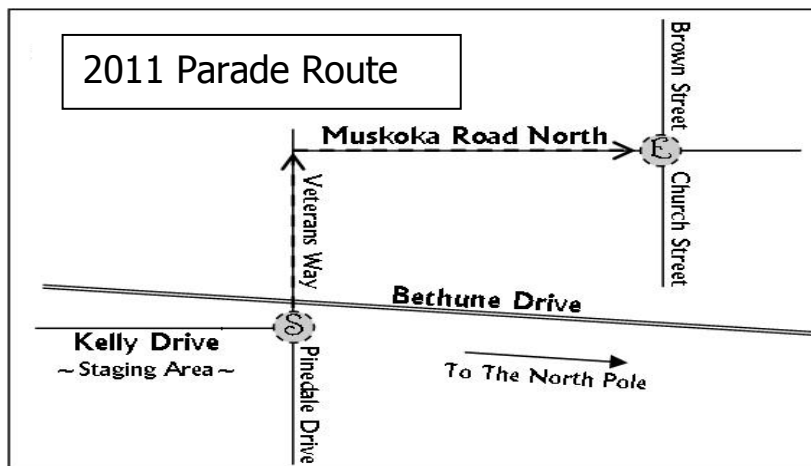 2011 Parade Route
Brown Street
Muskoka Road North
E
Church Street
Veterans Way
Bethune Drive
S
Kelly Drive
~ Staging Area ~
Pinedale Drive
To The North Pole